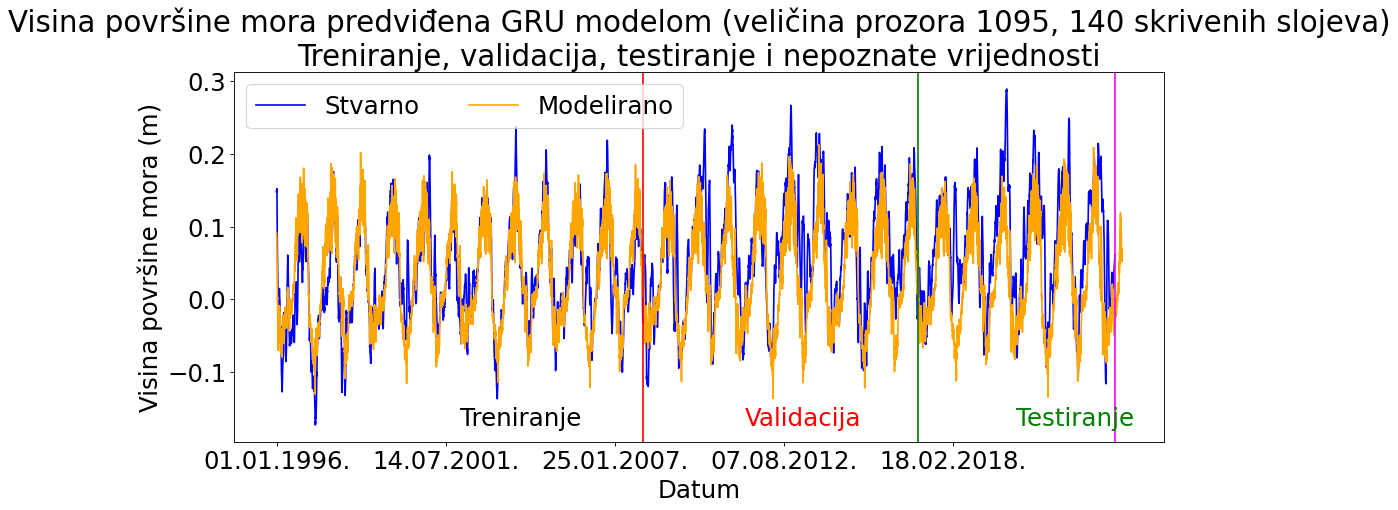 Visina površine mora predviđena GRU modelom (veličina prozora 1095, 140 skrivenih slojeva)
Treniranje, validacija, testiranje i nepoznate vrijednosti
Stvarno
Modelirano
Visina površine mora (m)
0.3
0.2
0.1
0.0
−0.1
Treniranje
Validacija
Testiranje
01.01.1996.
14.07.2001.
25.01.2007.
07.08.2012.
18.02.2018.
Datum